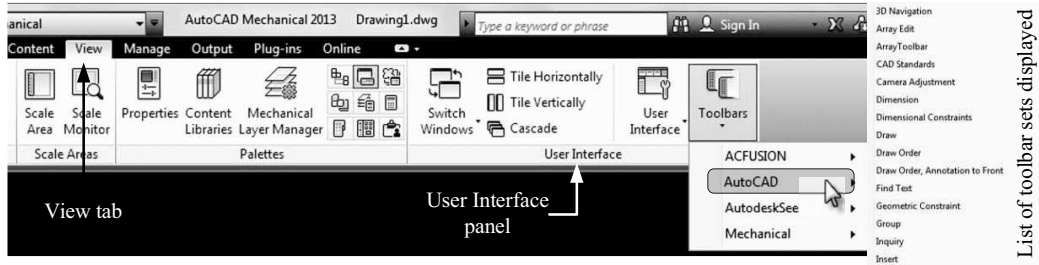 anical
AutoCAD Mechanical 2013 Drawing1.dwg
Type a keyword or phrase
Sign In
Content View Manage Output Plug-ins Online
Scale Area
Scale Monitor
Properties
Content Libraries
Mechanical Layer Manager
Switch Windows
Tile Horizontally
Tile Vertically
Cascade
User Interface
Toolbars
Scale Areas
Palettes
User Interface
ACFUSION
AutoCAD
AutodeskSee
Mechanical
View tab
User Interface
panel
3D Navigation
Array Edit
ArrayToolbar
CAD Standards
Camera Adjustment
Dimension
Dimensional Constraints
Draw
Draw Order
Draw Order, Annotation to Front
Find Text
Geometric Constraint
Group
Inquiry
Insert
List of toolbar sets displayed